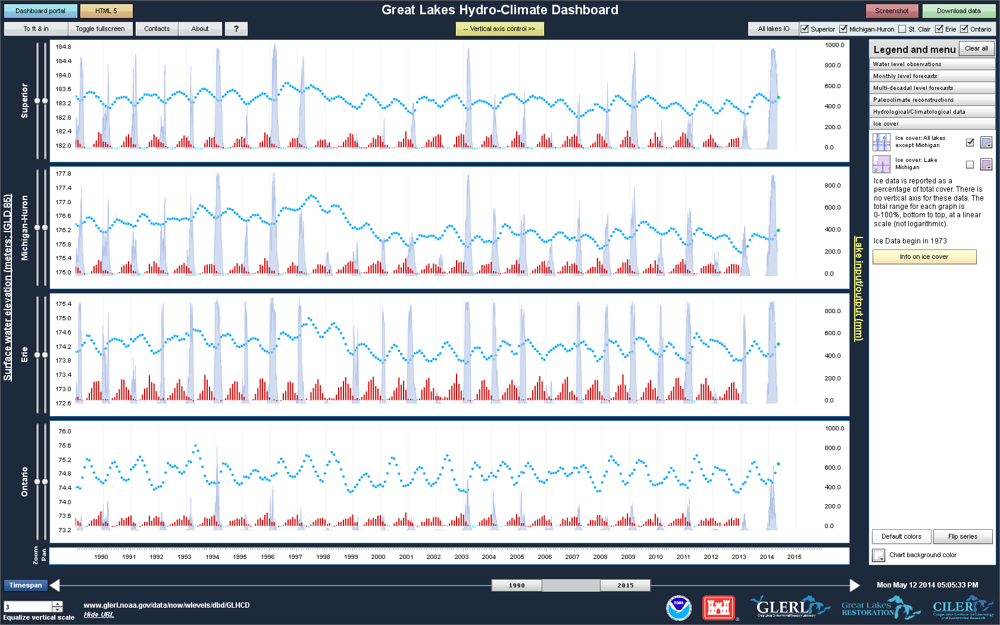 Dashboard portal
HTML 5
Great Lakes Hydro-Climate Dashboard
Screenshot
Download data
To ft & in
Toggle fullscreen
Contacts
About
?
-- Vertical axis control >>
All lakes IO
Superior
Michigan-Huron
St. Clair
Erie
Ontario
Surface water elevation (meters; IGLD 85)
Superior
184.8
184.4
184.0
183.6
183.2
182.8
182.4
182.0
1000.0
800.0
600.0
400.0
200.0
0.0
Michigan-Huron
177.8
177.4
177.0
176.6
176.2
175.8
175.4
175.0
800.0
600.0
400.0
200.0
0.0
Erie
175.4
175.0
174.6
174.2
173.8
173.4
173.0
172.6
800.0
600.0
400.0
200.0
0.0
Ontario
76.0
75.6
75.2
74.8
74.4
74.0
73.6
73.2
1000.0
800.0
600.0
400.0
200.0
0.0
Lake input/output (mm)
Zoom
Pan
1990 1991 1992 1993 1994 1995 1996 1997 1998 1999 2000 2001 2002 2003 2004 2005 2006 2007 2008 2009 2010 2011 2012 2013 2014 2015
Legend and menu
Clear all
Water level observations
Monthly level forecasts
Multi-decadal level forecasts
Paleoclimate reconstructions
Hydrological/Climatological data
Ice cover
Ice cover: All lakes
except Michigan
Ice cover: Lake
Michigan
Ice data is reported as a
percentage of total cover. There is
no vertical axis for these data. The
total range for each graph is
0-100%, bottom to top, at a linear
scale (not logarithmic).
Ice Data begin in 1973
Info on ice cover
Default colors
Flip series
Chart background color
Timespan
1990
2015
Mon May 12 2014 05:05:33 PM
3
Equalize vertical scale
www.glerl.noaa.gov/data/now/wlevels/dbd/GLHCD
Hide URL
NOAA
GLERL
Great Lakes Environmental Research Laboratory
Great Lakes
RESTORATION
CILER
Cooperative Institute for Limnology
and Ecosystems Research